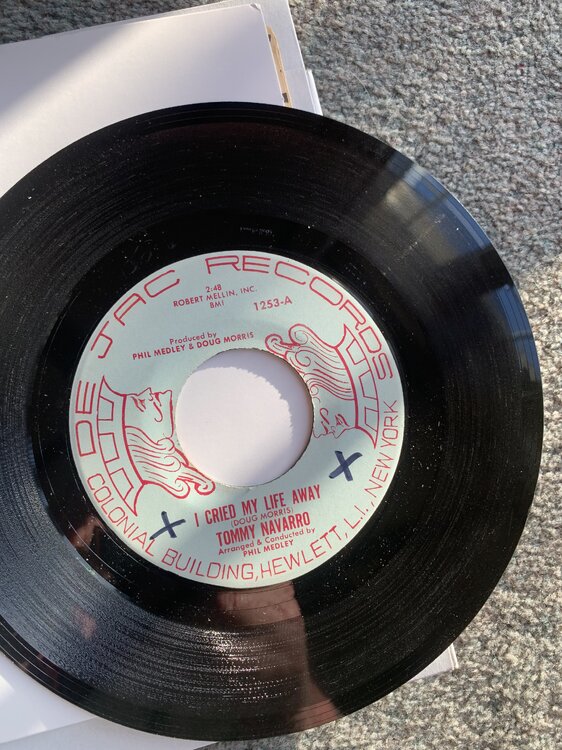 DE JAC RECORDS
2:48
ROBERT MELLIN, INC.
BMI
1253-A
Produced by
PHIL MEDLEY & DOUG MORRIS
I CRIED MY LIFE AWAY
(DOUG MORRIS)
TOMMY NAVARRO
Arranged & Conducted by
PHIL MEDLEY
COLONIAL BUILDING, HEWLETT, L.I., NEW YORK